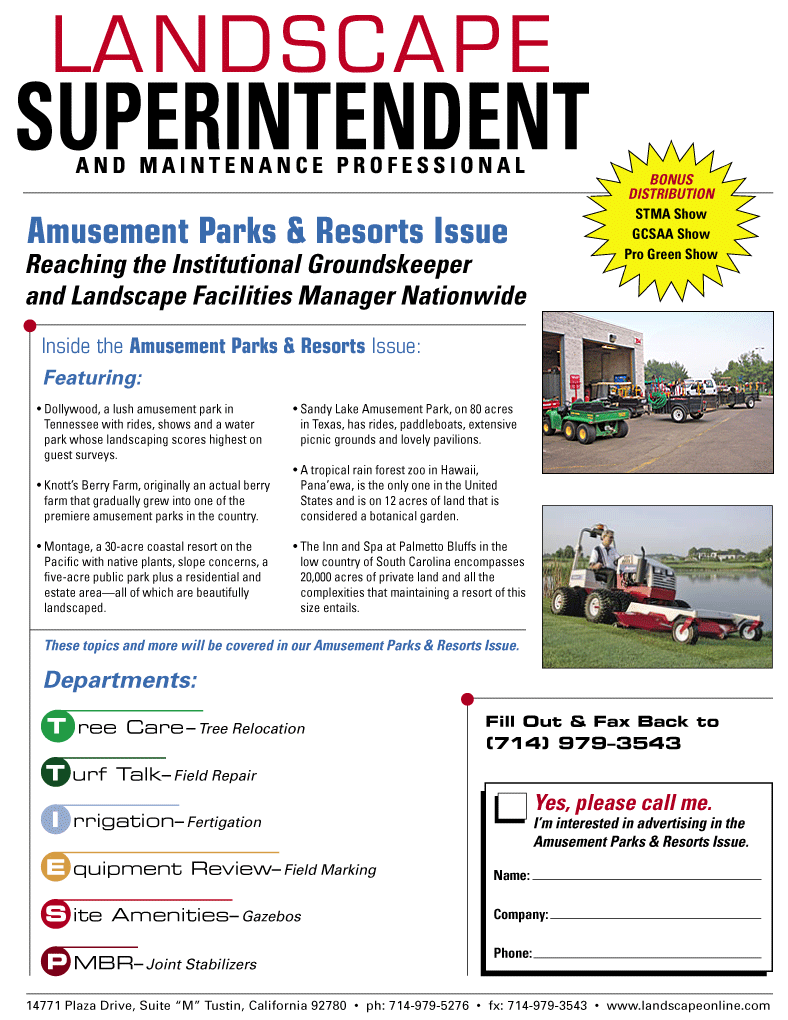 LANDSCAPE
SUPERINTENDENT
AND MAINTENANCE PROFESSIONAL
BONUS
DISTRIBUTION
STMA Show
GCSAA Show
Pro Green Show
Amusement Parks & Resorts Issue
Reaching the Institutional Groundskeeper
and Landscape Facilities Manager Nationwide
Inside the Amusement Parks & Resorts Issue:
Featuring:
• Dollywood, a lush amusement park in
Tennessee with rides, shows and a water
park whose landscaping scores highest on
guest surveys.
• Knott's Berry Farm, originally an actual berry
farm that gradually grew into one of the
premiere amusement parks in the country.
• Montage, a 30-acre coastal resort on the
Pacific with native plants, slope concerns, a
five-acre public park plus a residential and
estate area—all of which are beautifully
landscaped.
• Sandy Lake Amusement Park, on 80 acres
in Texas, has rides, paddleboats, extensive
picnic grounds and lovely pavilions.
• A tropical rain forest zoo in Hawaii,
Pana'ewa, is the only one in the United
States and is on 12 acres of land that is
considered a botanical garden.
• The Inn and Spa at Palmetto Bluffs in the
low country of South Carolina encompasses
20,000 acres of private land and all the
complexities that maintaining a resort of this
size entails.
These topics and more will be covered in our Amusement Parks & Resorts Issue.
Departments:
Tree Care–Tree Relocation
Turf Talk–Field Repair
Irrigation–Fertigation
Equipment Review–Field Marking
Site Amenities–Gazebos
PMBR–Joint Stabilizers
Fill Out & Fax Back to
(714) 979-3543
Yes, please call me.
I'm interested in advertising in the
Amusement Parks & Resorts Issue.
Name:
Company:
Phone:
14771 Plaza Drive, Suite “M” Tustin, California 92780 • ph: 714-979-5276 • fx: 714-979-3543 • www.landscapeonline.com